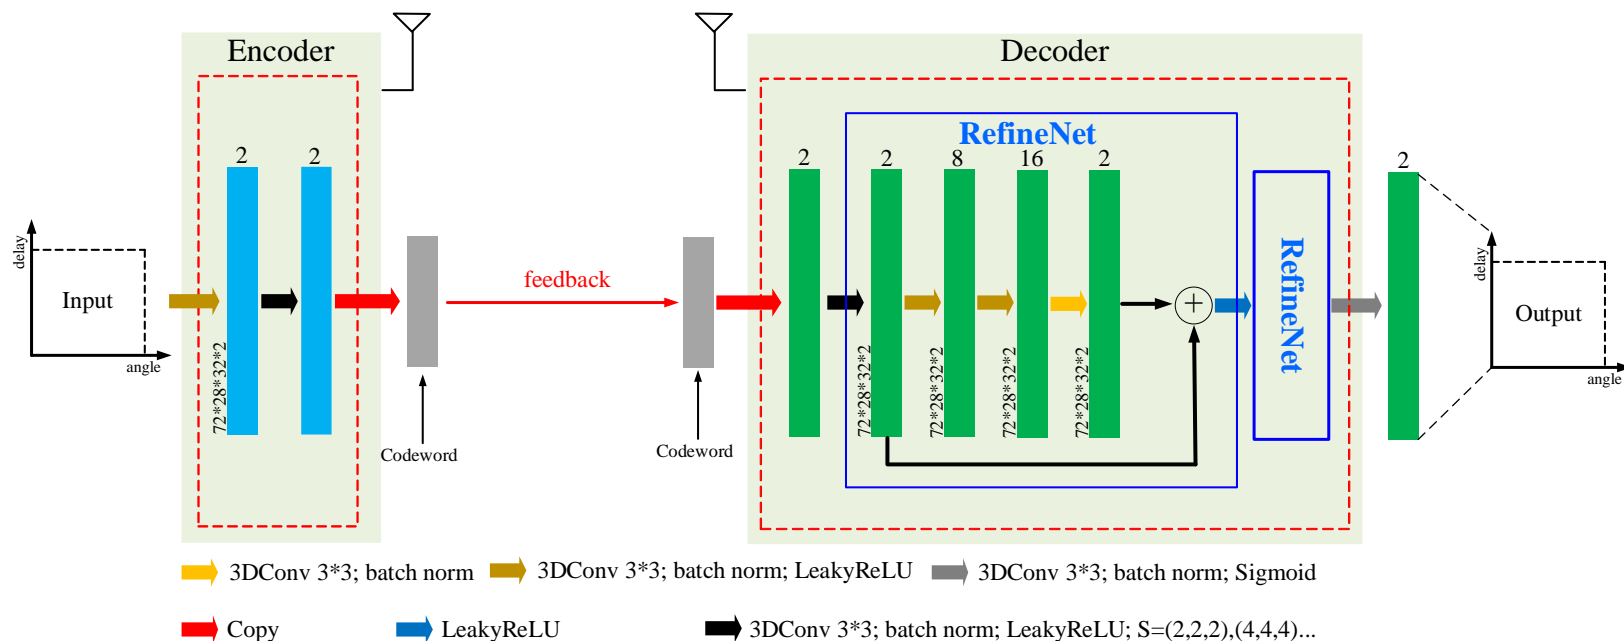 Encoder
Decoder
RefineNet
2
2
2
2
8
16
2
2
delay
Input
angle
72*28*32*2
feedback
Codeword
Codeword
72*28*32*2
72*28*32*2
72*28*32*2
72*28*32*2
RefineNet
delay
Output
angle
3DConv 3*3; batch norm
3DConv 3*3; batch norm; LeakyReLU
3DConv 3*3; batch norm; Sigmoid
Copy
LeakyReLU
3DConv 3*3; batch norm; LeakyReLU; S=(2,2,2),(4,4,4)...